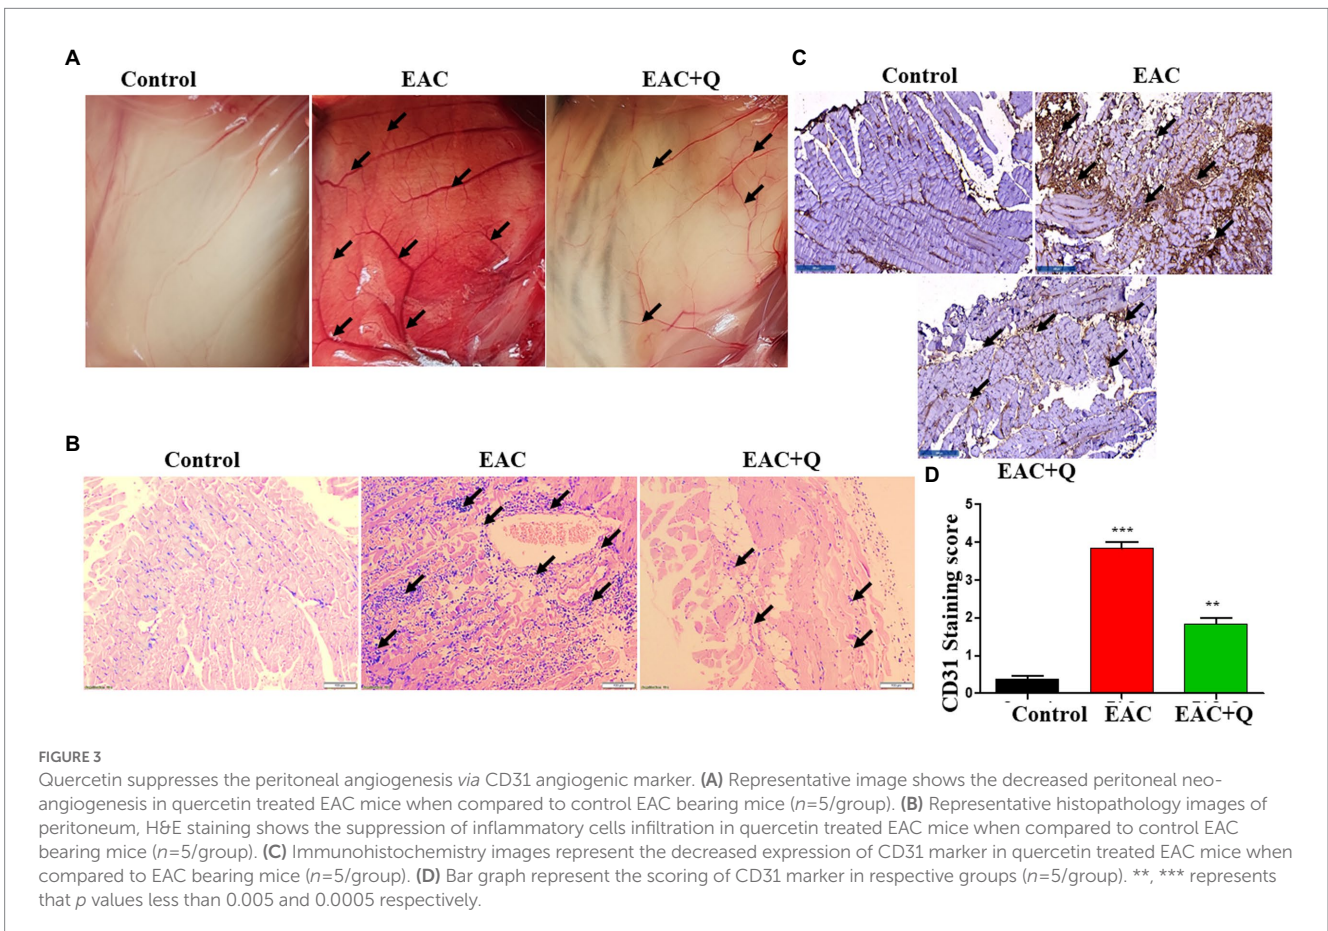 A
Control
EAC
EAC+Q
B
Control
EAC
EAC+Q
C
Control
EAC
EAC+Q
D
CD31 Staining score
5
4
3
2
1
0
***
**
Control
EAC
EAC+Q
FIGURE 3
Quercetin suppresses the peritoneal angiogenesis via CD31 angiogenic marker. (A) Representative image shows the decreased peritoneal neo-
angiogenesis in quercetin treated EAC mice when compared to control EAC bearing mice (n=5/group). (B) Representative histopathology images of
peritoneum, H&E staining shows the suppression of inflammatory cells infiltration in quercetin treated EAC mice when compared to control EAC
bearing mice (n=5/group). (C) Immunohistochemistry images represent the decreased expression of CD31 marker in quercetin treated EAC mice when
compared to EAC bearing mice (n=5/group). (D) Bar graph represent the scoring of CD31 marker in respective groups (n=5/group). **, *** represents
that p values less than 0.005 and 0.0005 respectively.